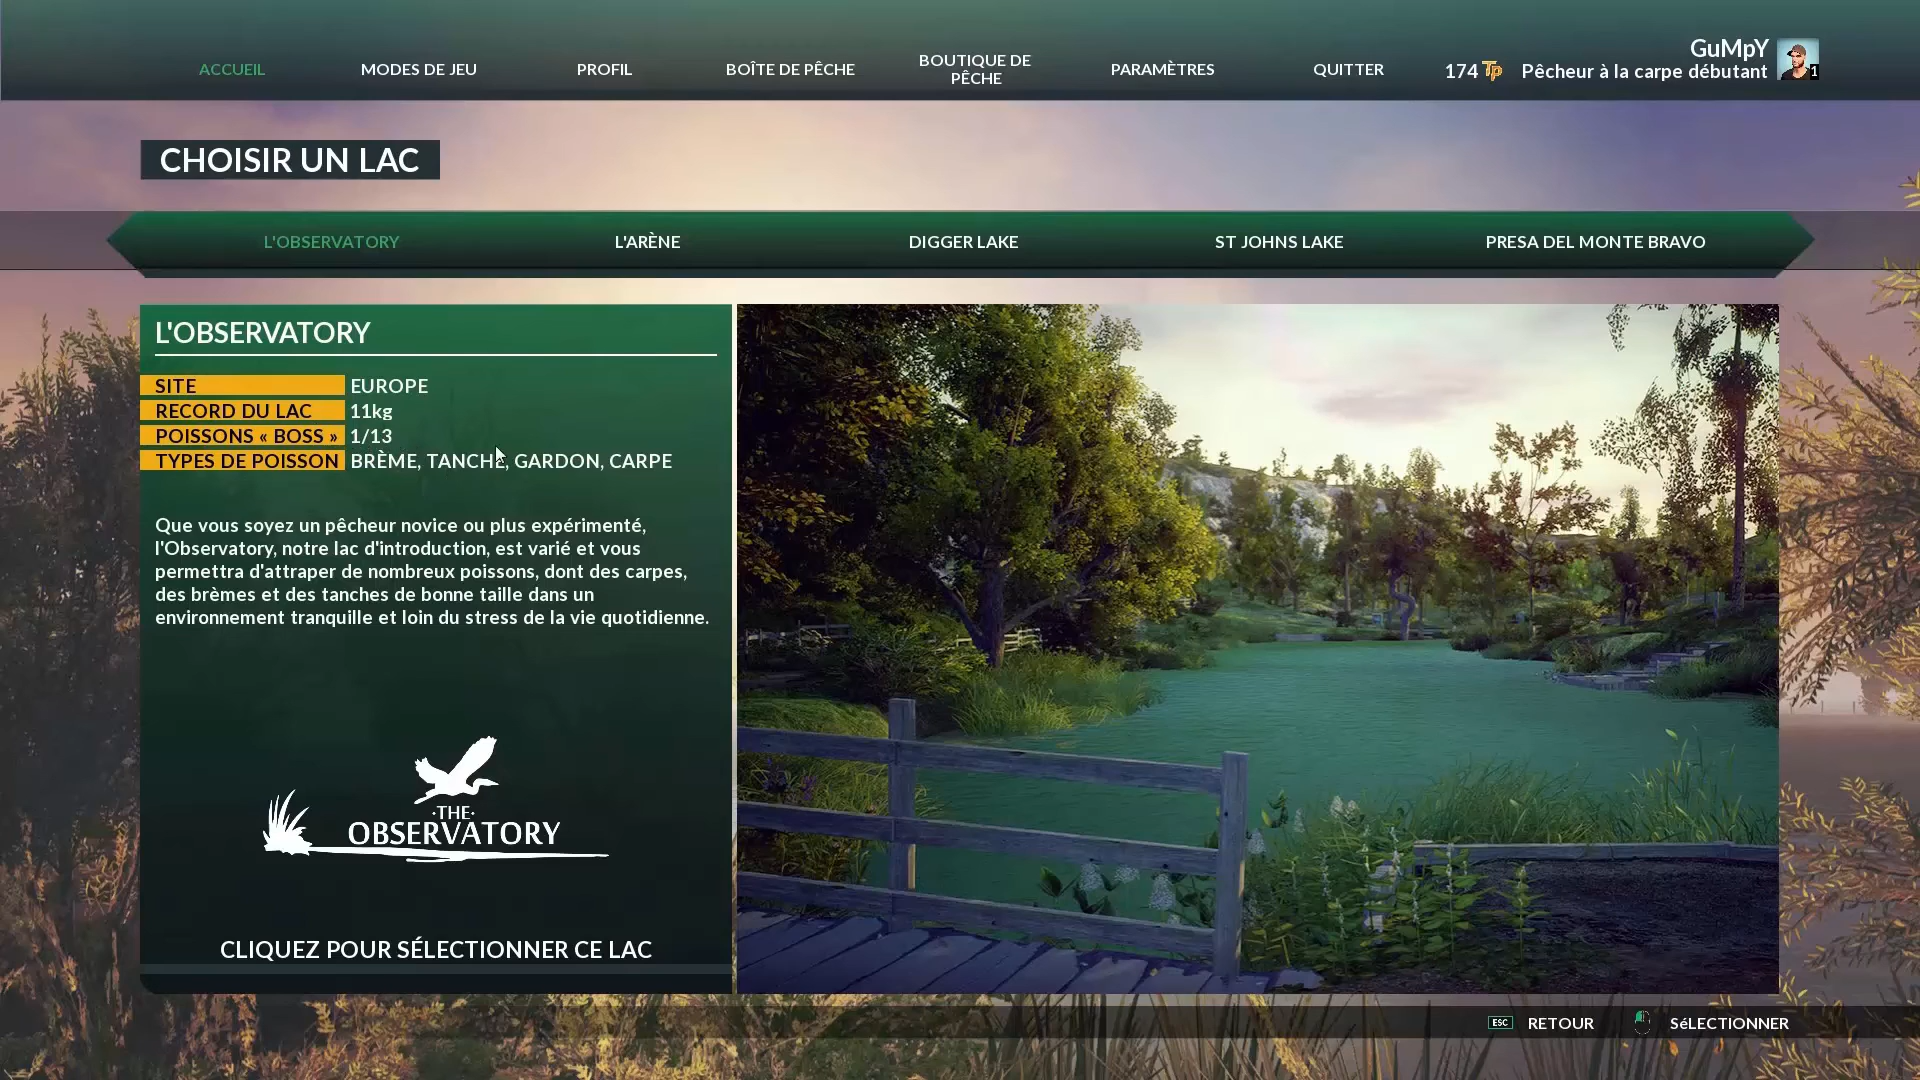 ACCUEIL
MODES DE JEU
PROFIL
BOÎTE DE PÊCHE
BOUTIQUE DE
PÊCHE
PARAMÈTRES
QUITTER
174 Tp
GuMpY
Pêcheur à la carpe débutant
1
CHOISIR UN LAC
L'OBSERVATORY
L'ARÈNE
DIGGER LAKE
ST JOHNS LAKE
PRESA DEL MONTE BRAVO
L'OBSERVATORY
SITE EUROPE
RECORD DU LAC 11kg
POISSONS « BOSS » 1/13
TYPES DE POISSON BRÈME, TANCHE, GARDON, CARPE
Que vous soyez un pêcheur novice ou plus expérimenté,
l'Observatory, notre lac d'introduction, est varié et vous
permettra d'attraper de nombreux poissons, dont des carpes,
des brèmes et des tanches de bonne taille dans un
environnement tranquille et loin du stress de la vie quotidienne.
·THE·
OBSERVATORY
CLIQUEZ POUR SÉLECTIONNER CE LAC
ESC RETOUR
SéLECTIONNER